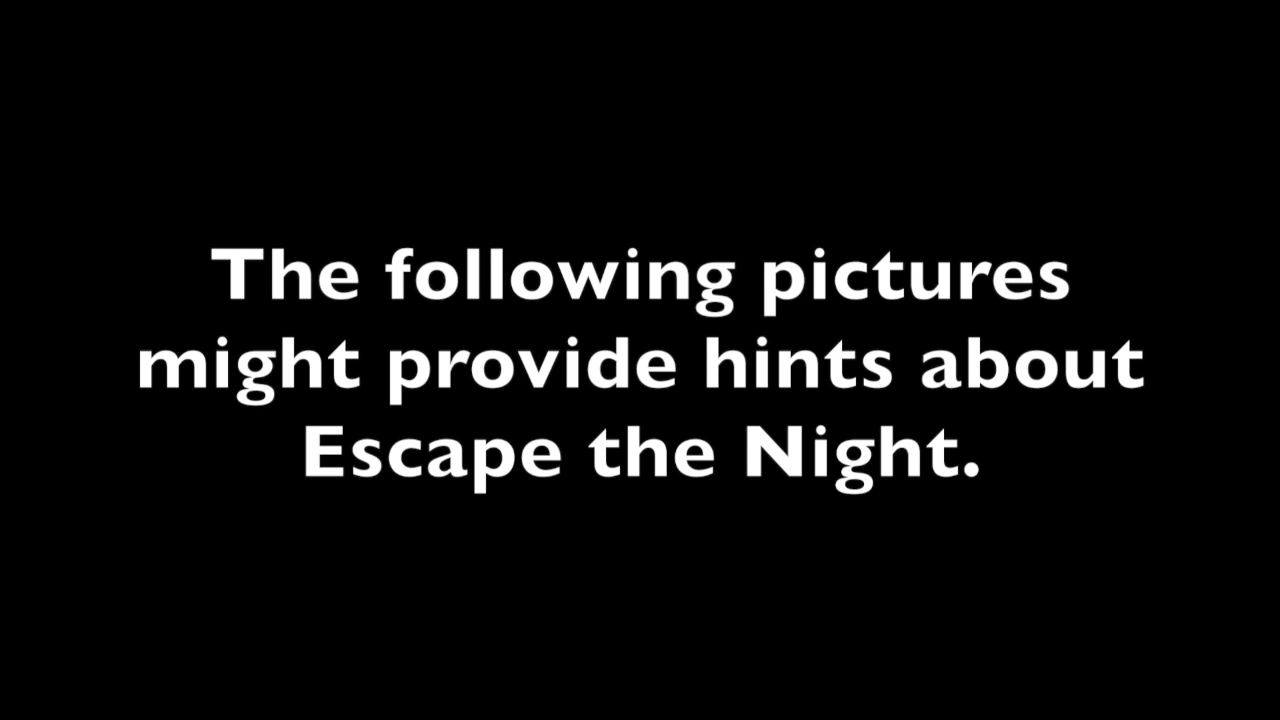 The following pictures
might provide hints about
Escape the Night.